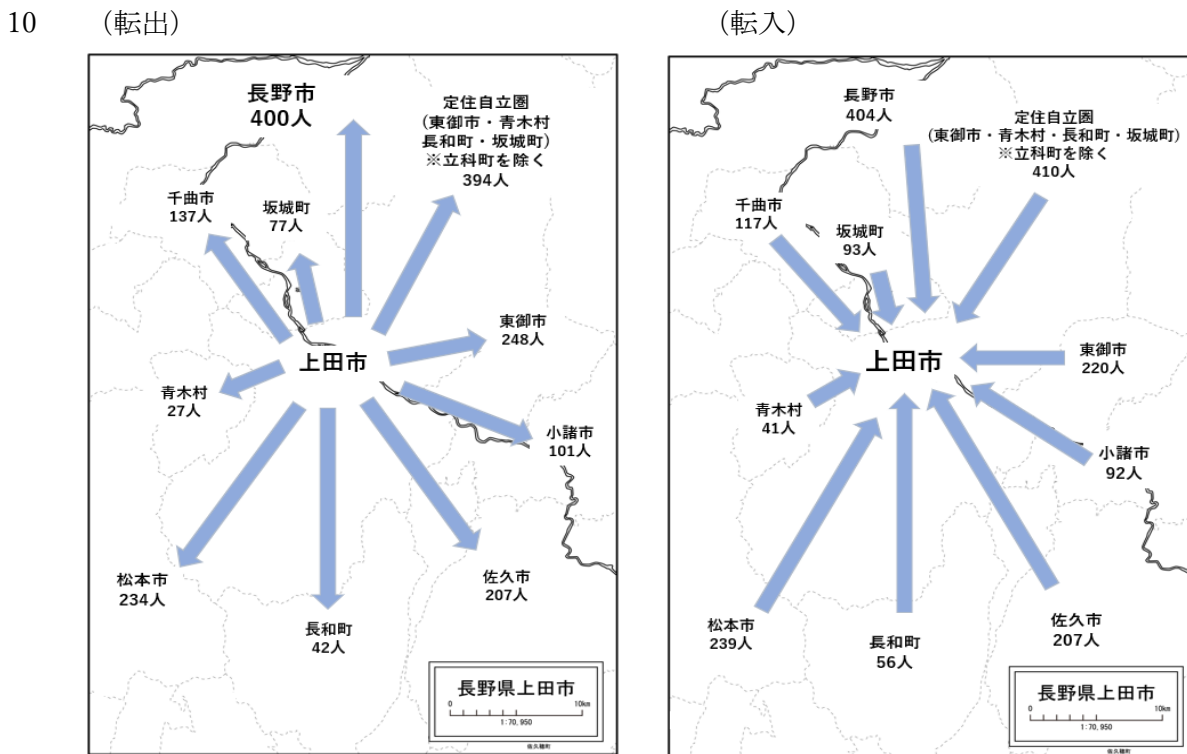 10
（転出）
長野市
400人
定住自立圏
（東御市・青木村
長和町・坂城町）
※立科町を除く
394人
千曲市
137人
坂城町
77人
東御市
248人
上田市
青木村
27人
小諸市
101人
松本市
234人
佐久市
207人
長和町
42人
長野県上田市
0 10km
1:70,950
佐久穂町
（転入）
長野市
404人
定住自立圏
（東御市・青木村・長和町・坂城町）
※立科町を除く
410人
千曲市
117人
坂城町
93人
上田市
東御市
220人
青木村
41人
小諸市
92人
松本市
239人
長和町
56人
佐久市
207人
長野県上田市
0 10km
1:70,950
佐久穂町